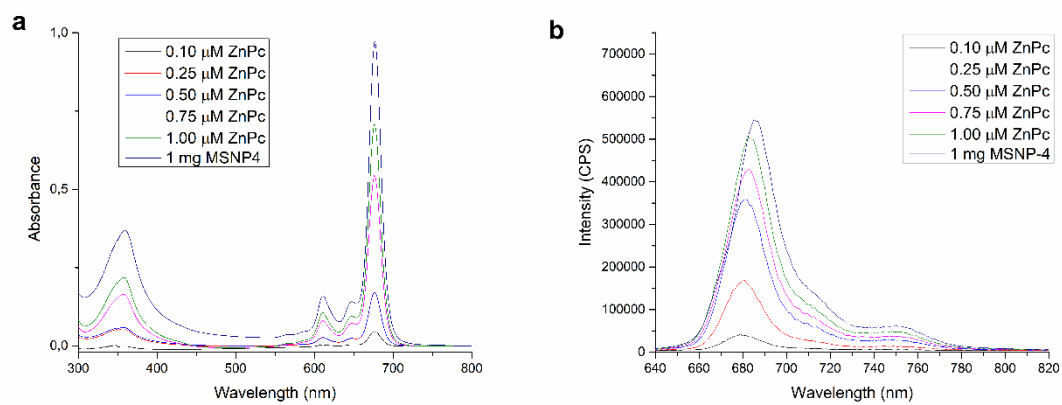 a
1,0
0,5
0,0
Absorbance
300 400 500 600 700 800
Wavelength (nm)
0.10 μM ZnPc
0.25 μM ZnPc
0.50 μM ZnPc
0.75 μM ZnPc
1.00 μM ZnPc
1 mg MSNP4
b
700000
600000
500000
400000
300000
200000
100000
0
Intensity (CPS)
640 660 680 700 720 740 760 780 800 820
Wavelength (nm)
0.10 μM ZnPc
0.25 μM ZnPc
0.50 μM ZnPc
0.75 μM ZnPc
1.00 μM ZnPc
1 mg MSNP-4